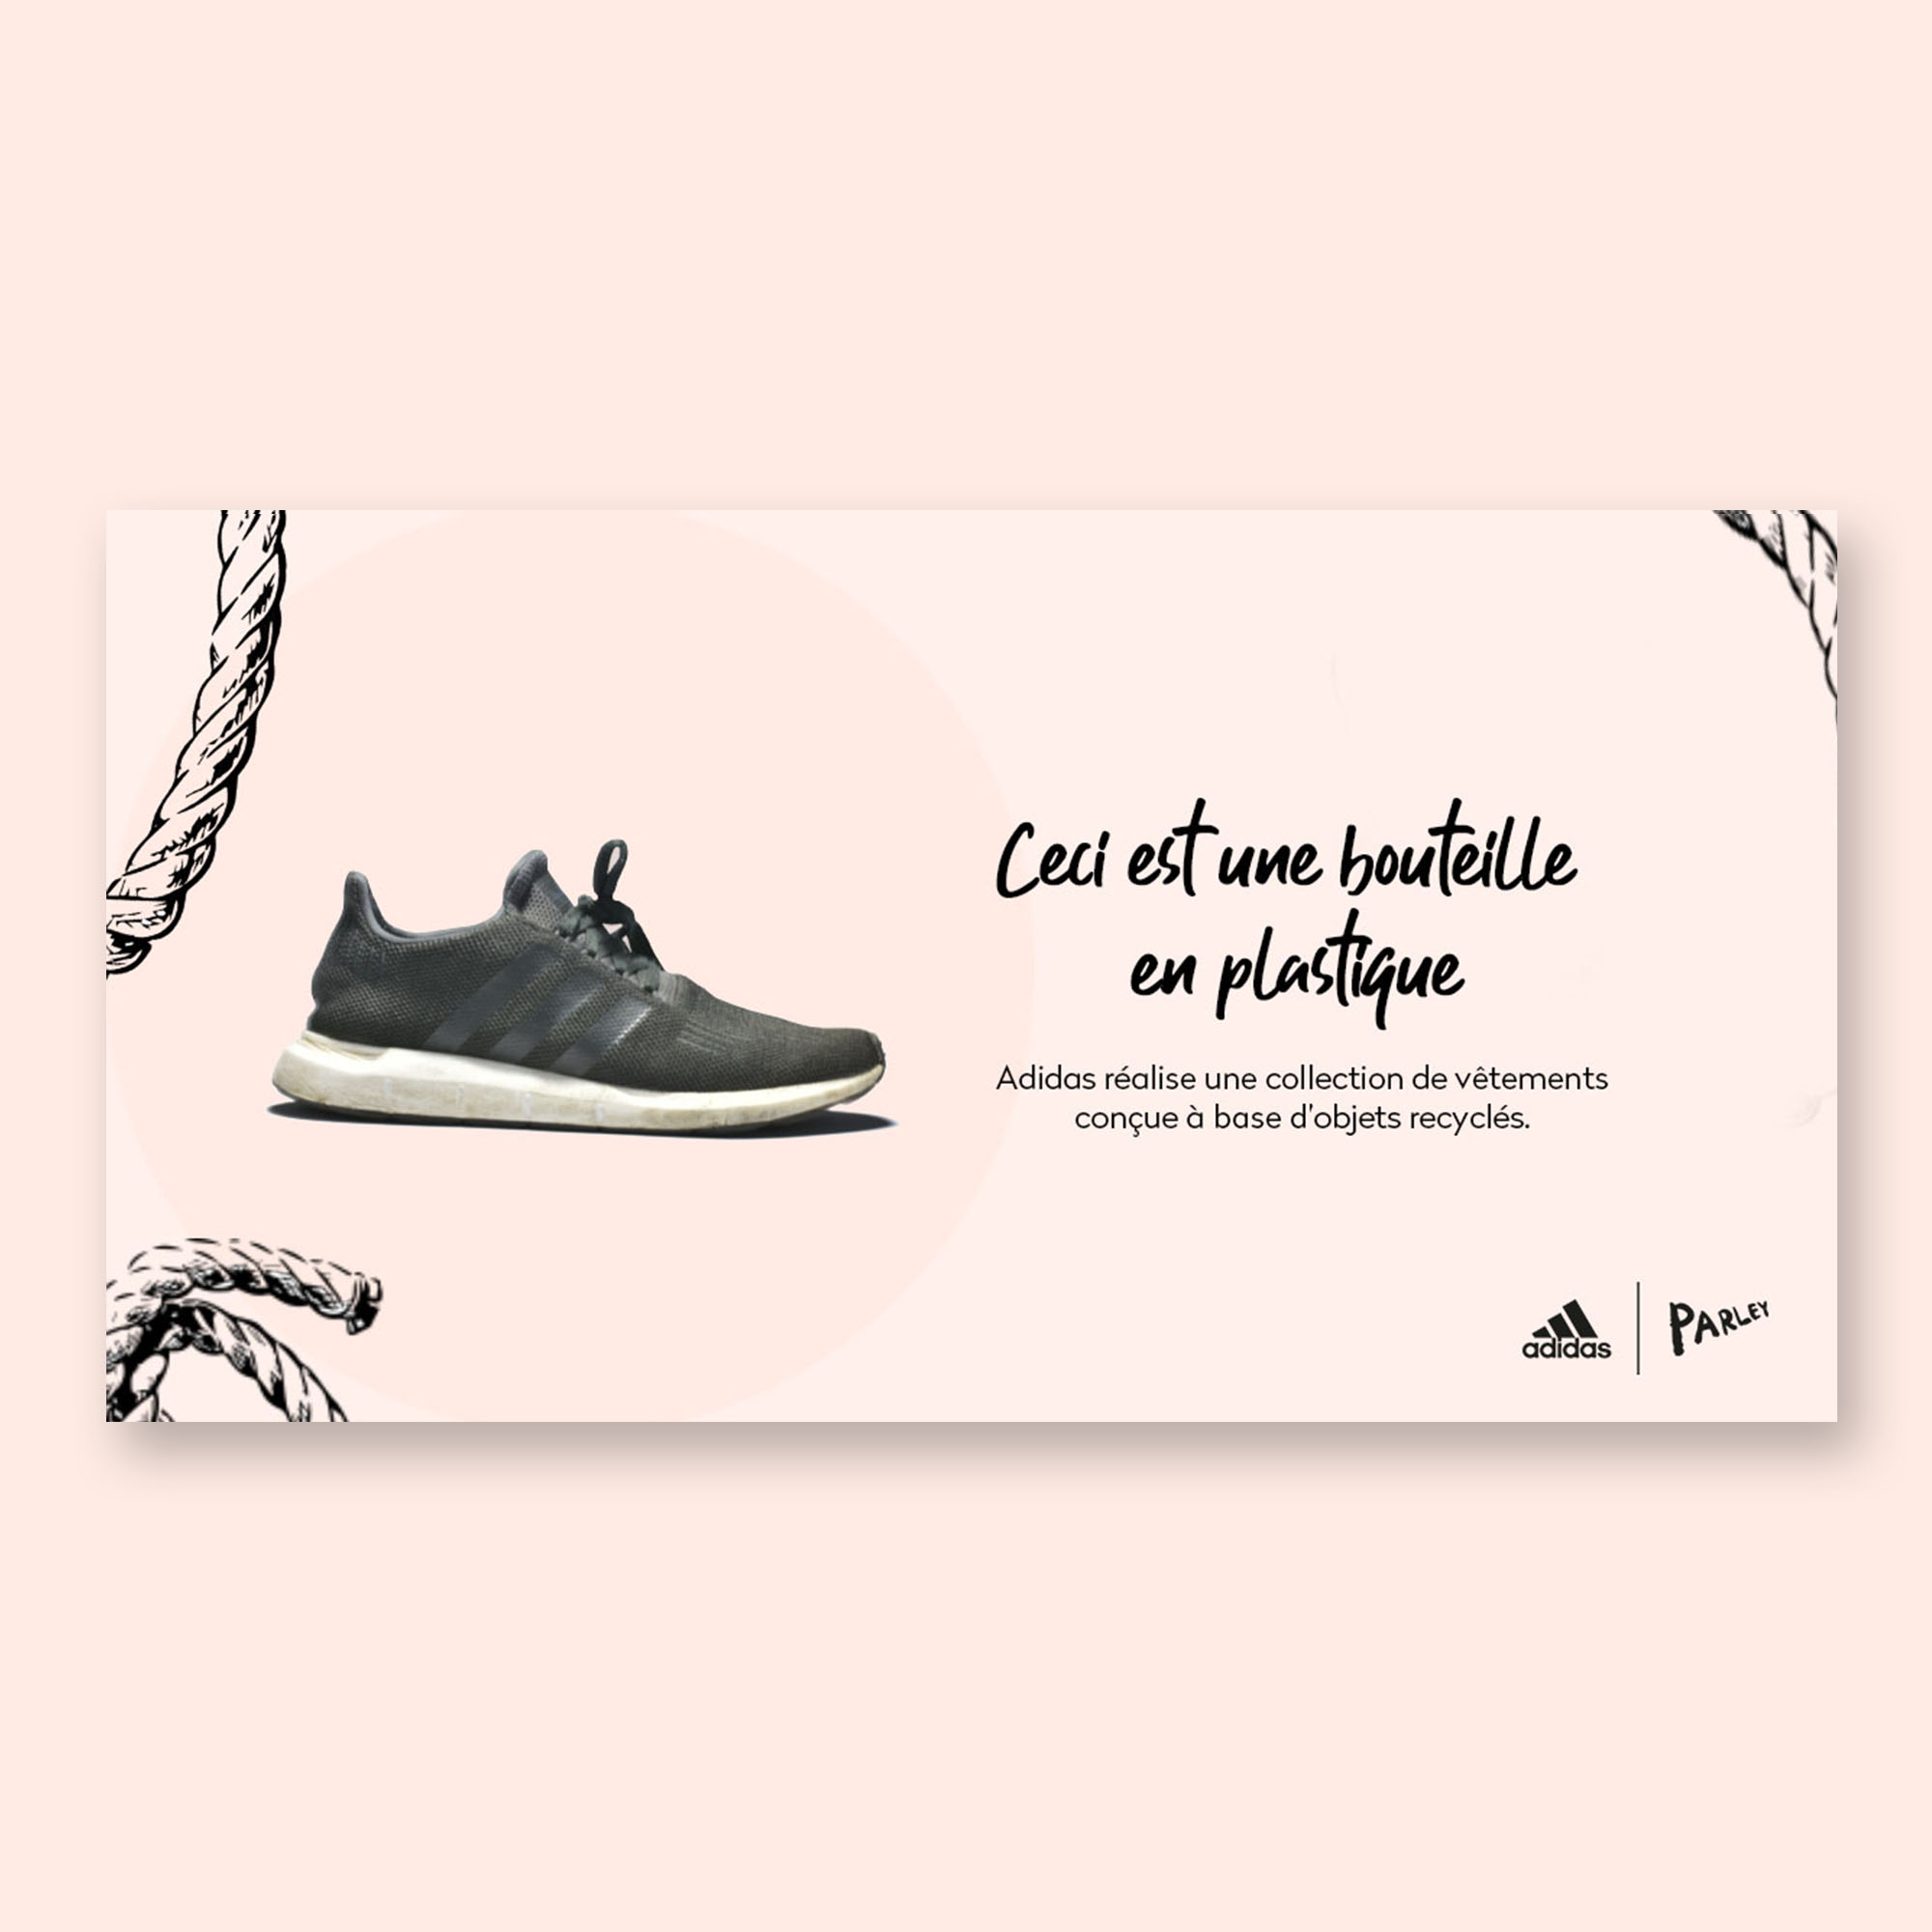 Ceci est une bouteille
en plastique
Adidas réalise une collection de vêtements
conçue à base d'objets recyclés.
adidas
PARLEY